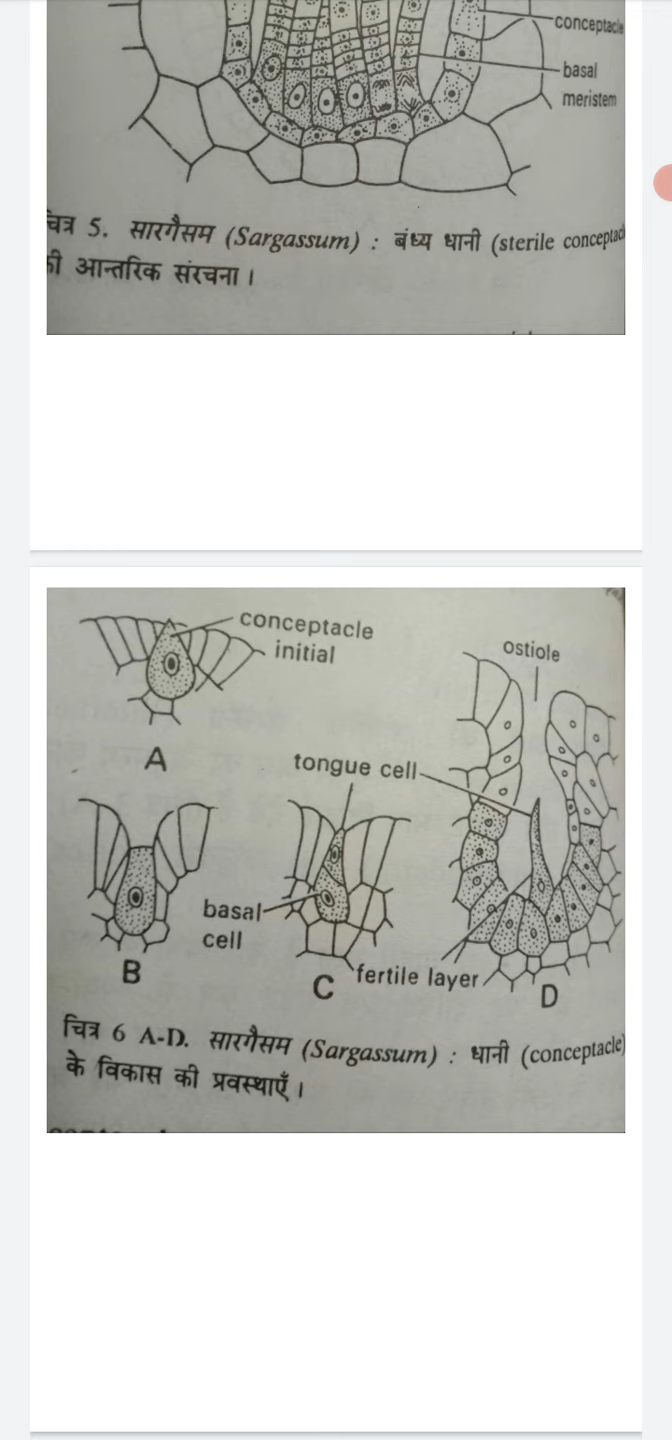 conceptacle
basal
meristem
चित्र 5. सारगैसम (Sargassum) : बंध्य धानी (sterile conceptac
की आन्तरिक संरचना ।
conceptacle
initial
ostiole
A
tongue cell
basal
cell
B
C
fertile layer
D
चित्र 6 A-D. सारगैसम (Sargassum) : धानी (conceptacle)
के विकास की प्रवस्थाएँ ।